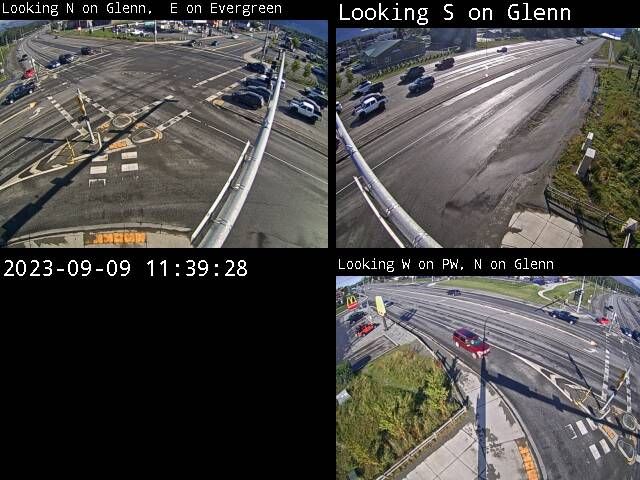 Looking N on Glenn,  E on Evergreen
Looking S on Glenn
2023-09-09 11:39:28
Looking W on PW, N on Glenn